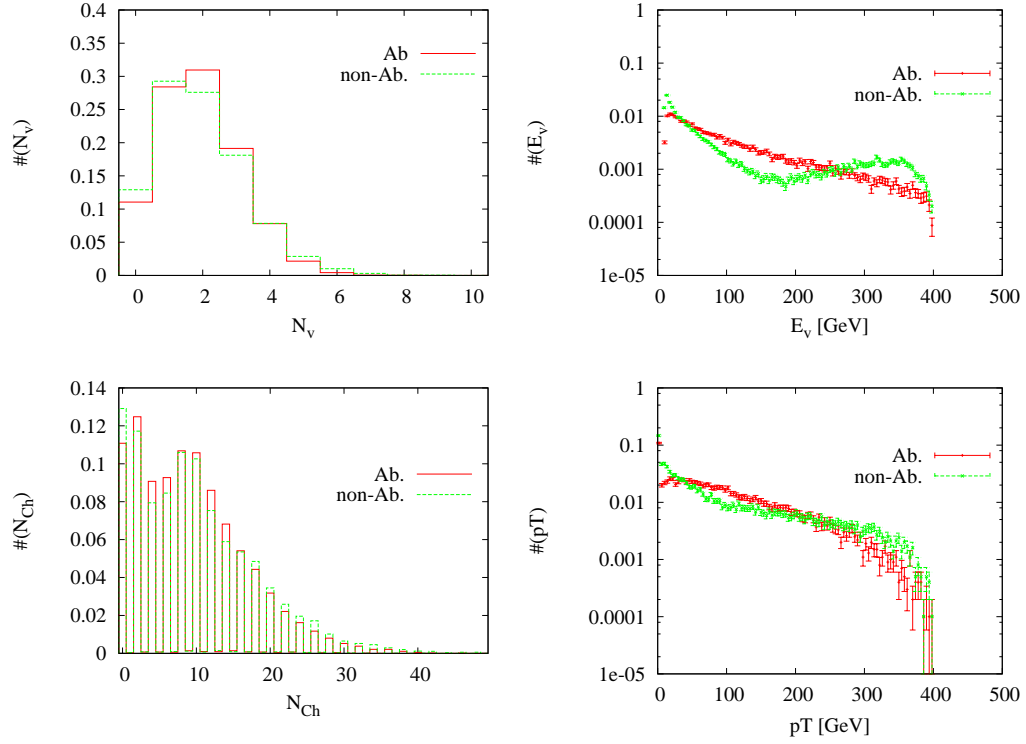 0.4
0.35
0.3
0.25
0.2
0.15
0.1
0.05
0
0 2 4 6 8 10
#(N_v)
N_v
Ab
non-Ab.
1
0.1
0.01
0.001
0.0001
1e-05
0 100 200 300 400 500
#(E_v)
E_v [GeV]
Ab.
non-Ab.
0.14
0.12
0.1
0.08
0.06
0.04
0.02
0
0 10 20 30 40
#(N_Ch)
N_Ch
Ab.
non-Ab.
1
0.1
0.01
0.001
0.0001
1e-05
0 100 200 300 400 500
#(pT)
pT [GeV]
Ab.
non-Ab.